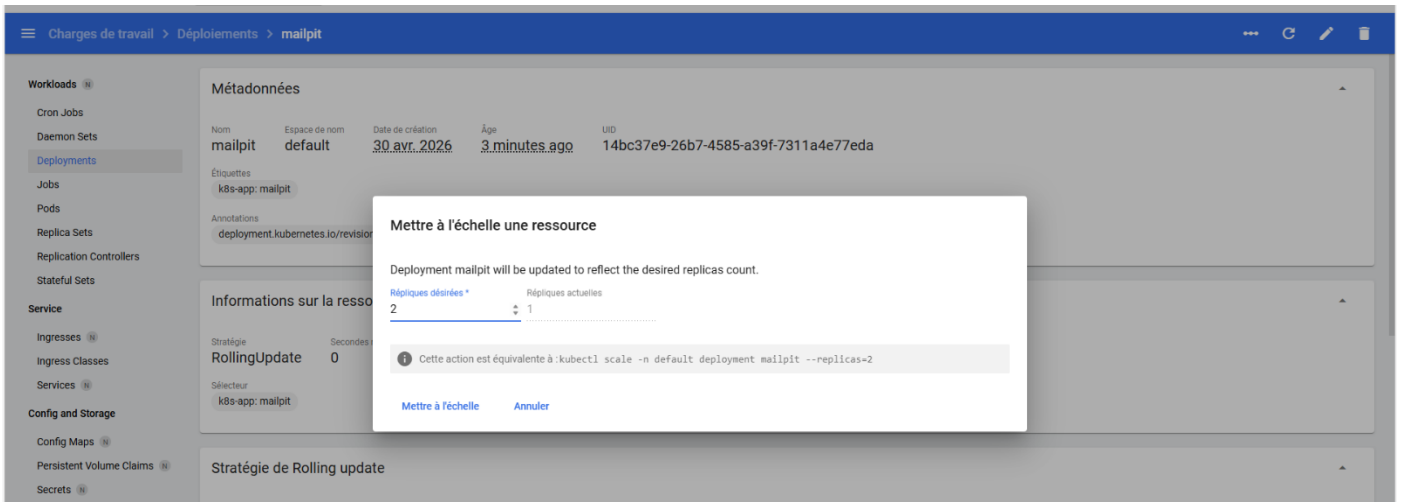 Charges de travail > Déploiements > mailpit
Workloads N
Cron Jobs
Daemon Sets
Deployments
Jobs
Pods
Replica Sets
Replication Controllers
Stateful Sets
Service
Ingresses N
Ingress Classes
Services N
Config and Storage
Config Maps N
Persistent Volume Claims N
Secrets N
Métadonnées
Nom Espace de nom Date de création Âge UID
mailpit default 30 avr. 2026 3 minutes ago 14bc37e9-26b7-4585-a39f-7311a4e77eda
Étiquettes
k8s-app: mailpit
Annotations
deployment.kubernetes.io/revision
Informations sur la resso
Stratégie Secondes
RollingUpdate 0
Sélecteur
k8s-app: mailpit
Stratégie de Rolling update
Mettre à l'échelle une ressource
Deployment mailpit will be updated to reflect the desired replicas count.
Répliques désirées * Répliques actuelles
2 1
Cette action est équivalente à :kubectl scale -n default deployment mailpit --replicas=2
Mettre à l'échelle Annuler